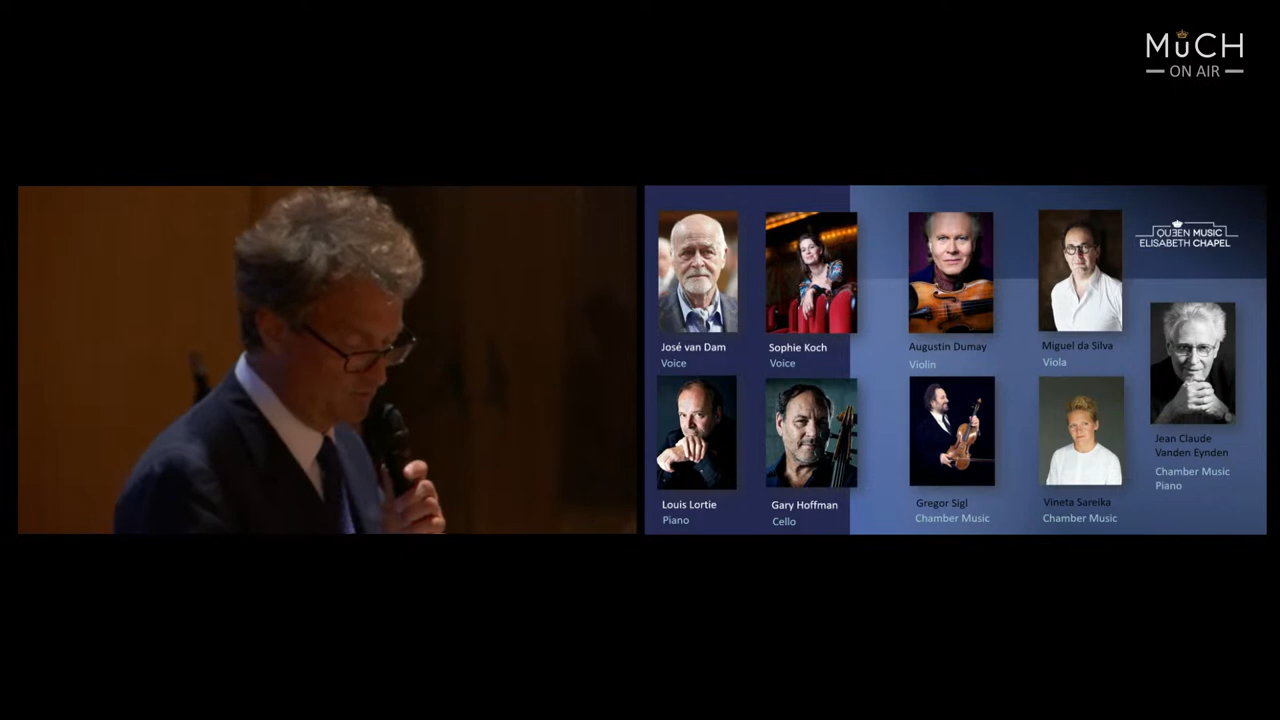 MuCH
ON AIR
QUEEN MUSIC
ELISABETH CHAPEL
José van Dam
Voice
Sophie Koch
Voice
Augustin Dumay
Violin
Miguel da Silva
Viola
Jean Claude
Vanden Eynden
Chamber Music
Piano
Louis Lortie
Piano
Gary Hoffman
Cello
Gregor Sigl
Chamber Music
Vineta Sareika
Chamber Music